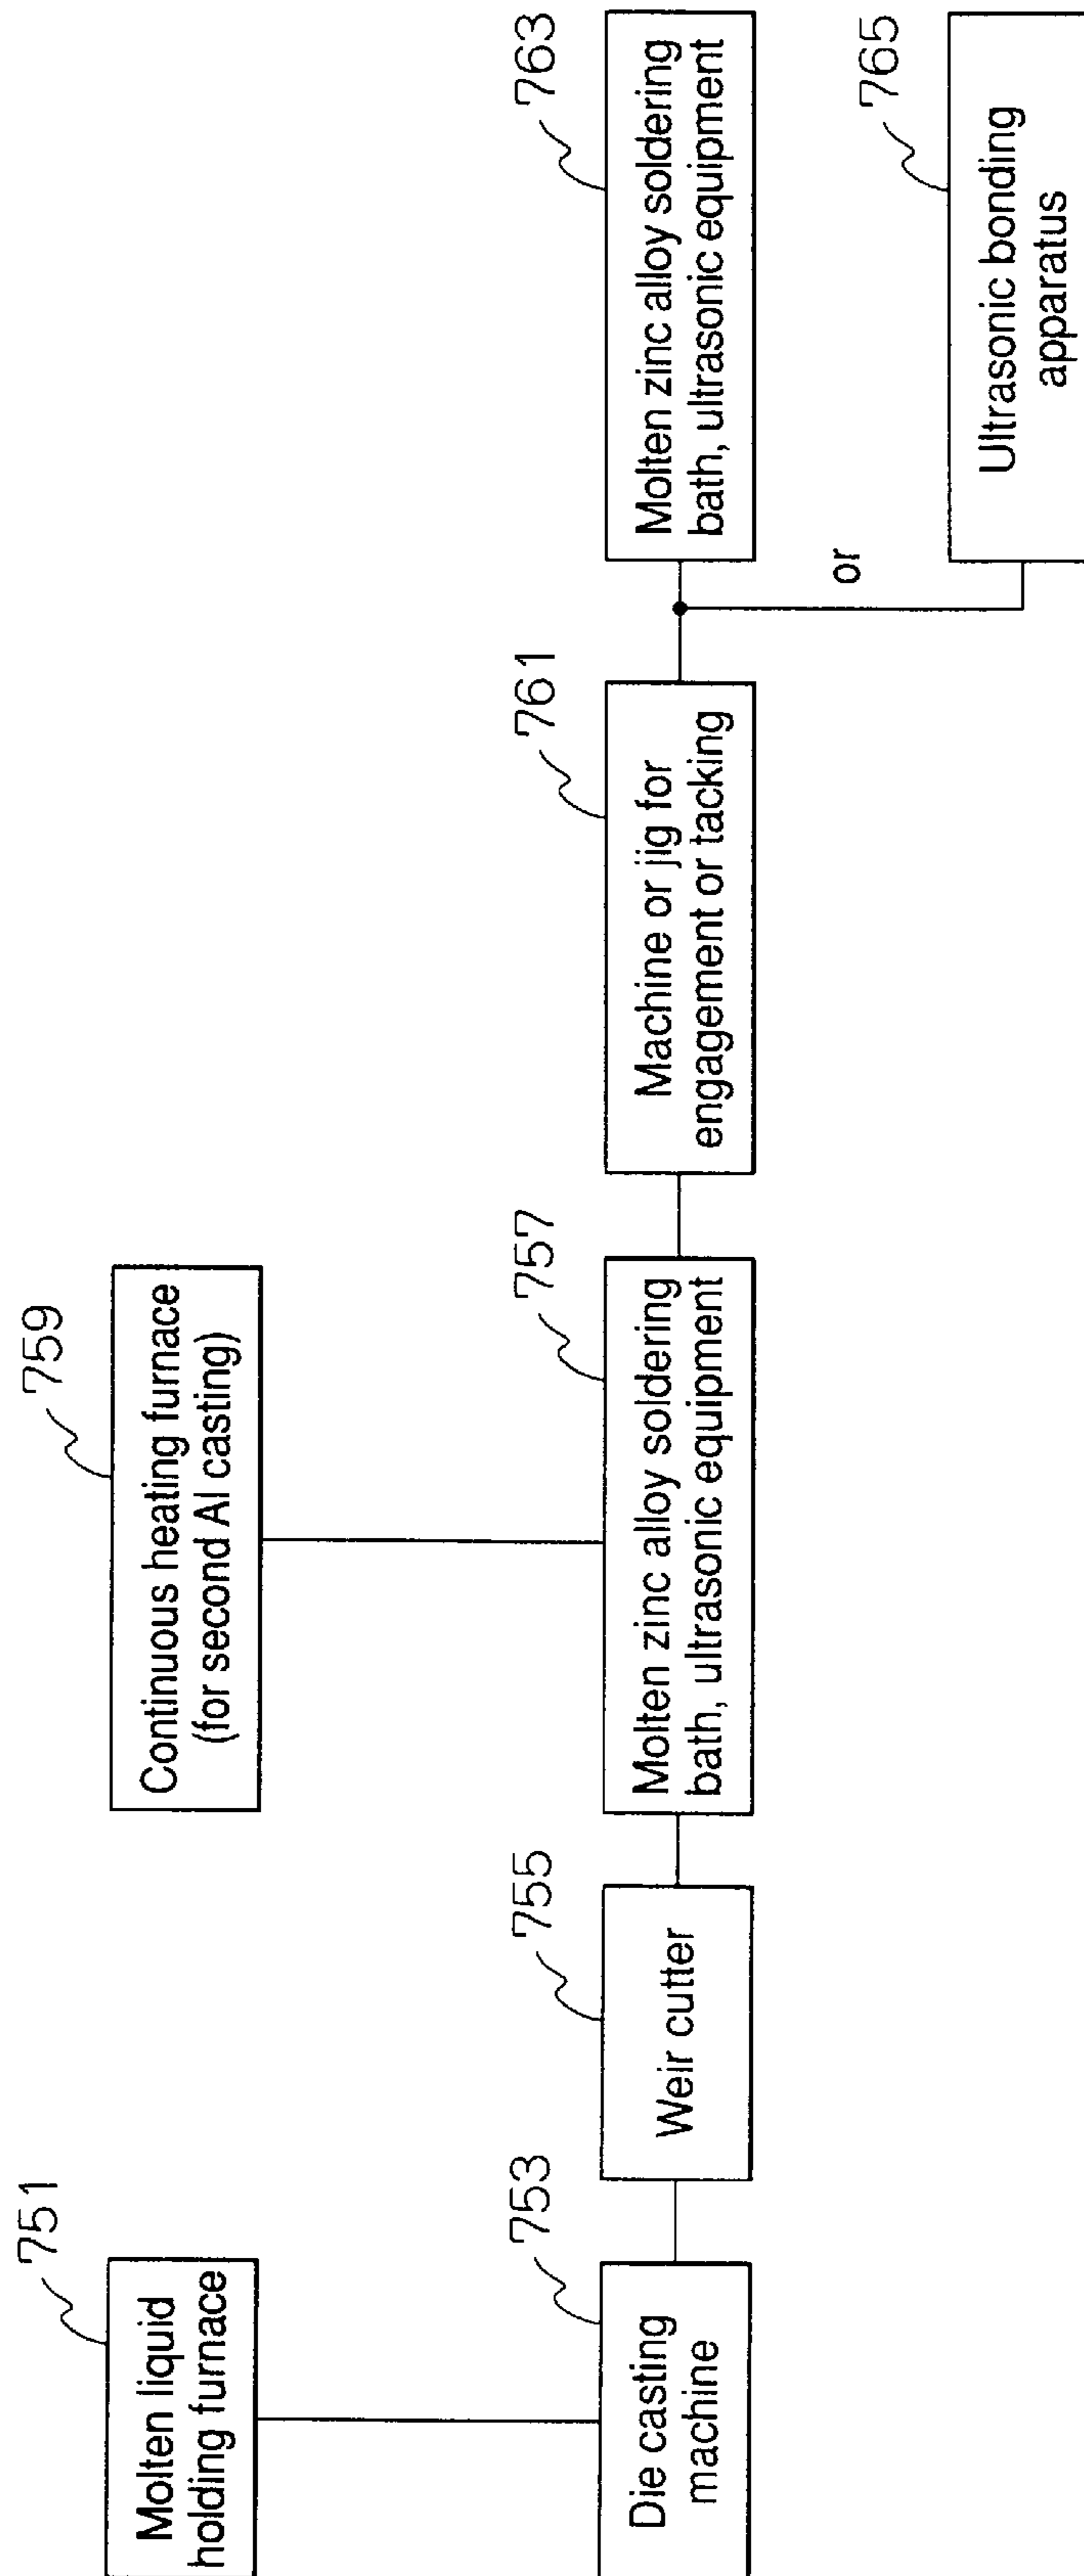 751
Molten liquid
holding furnace
759
Continuous heating furnace
(for second Al casting)
753
Die casting
machine
755
Weir cutter
757
Molten zinc alloy soldering
bath, ultrasonic equipment
761
Machine or jig for
engagement or tacking
763
Molten zinc alloy soldering
bath, ultrasonic equipment
or
765
Ultrasonic bonding
apparatus